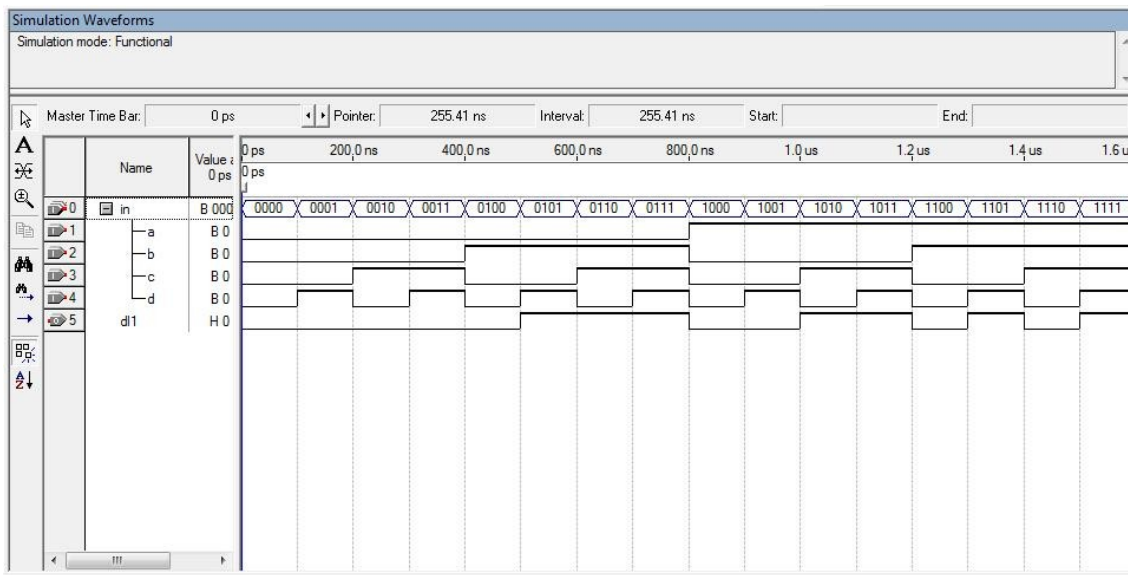 Simulation Waveforms
Simulation mode: Functional
Master Time Bar: 0 ps Pointer: 255.41 ns Interval: 255.41 ns Start: End:
Name Value a 0 ps
0 ps 200.0 ns 400.0 ns 600.0 ns 800.0 ns 1.0 us 1.2 us 1.4 us 1.6 u
0 ps
0 in B 000 0000 0001 0010 0011 0100 0101 0110 0111 1000 1001 1010 1011 1100 1101 1110 1111
1 a B 0
2 b B 0
3 c B 0
4 d B 0
5 dl1 H 0